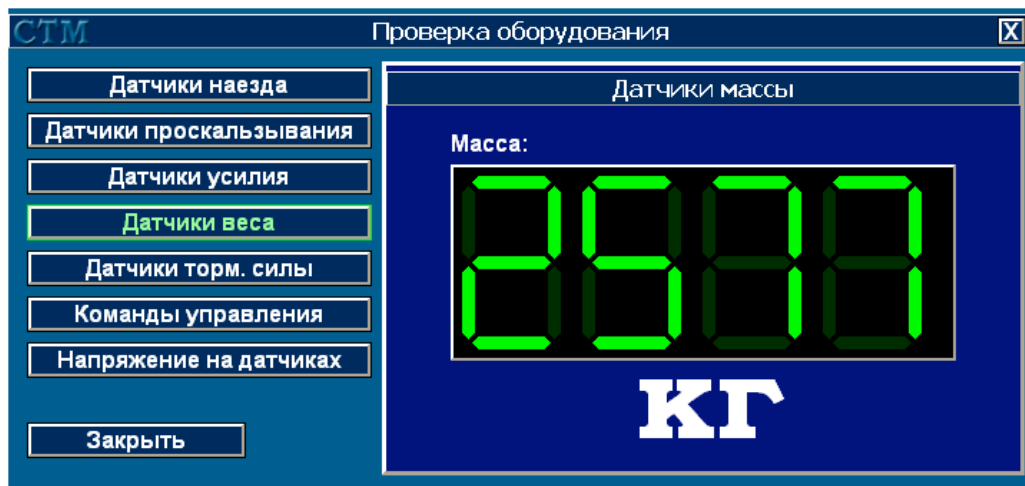 СТМ
Проверка оборудования
X
Датчики наезда
Датчики проскальзывания
Датчики усилия
Датчики веса
Датчики торм. силы
Команды управления
Напряжение на датчиках
Закрыть
Датчики массы
Масса:
2577
кг